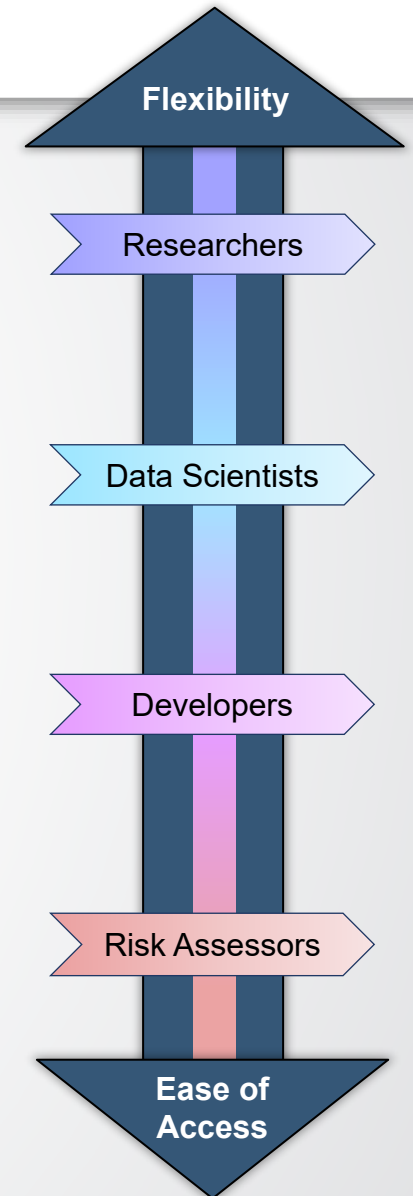 Flexibility
Researchers
Data Scientists
Developers
Risk Assessors
Ease of
Access